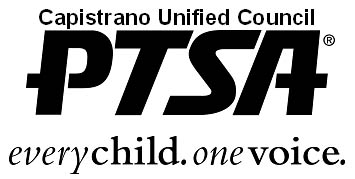 Capistrano Unified Council
PTSA®
everychild.onevoice.